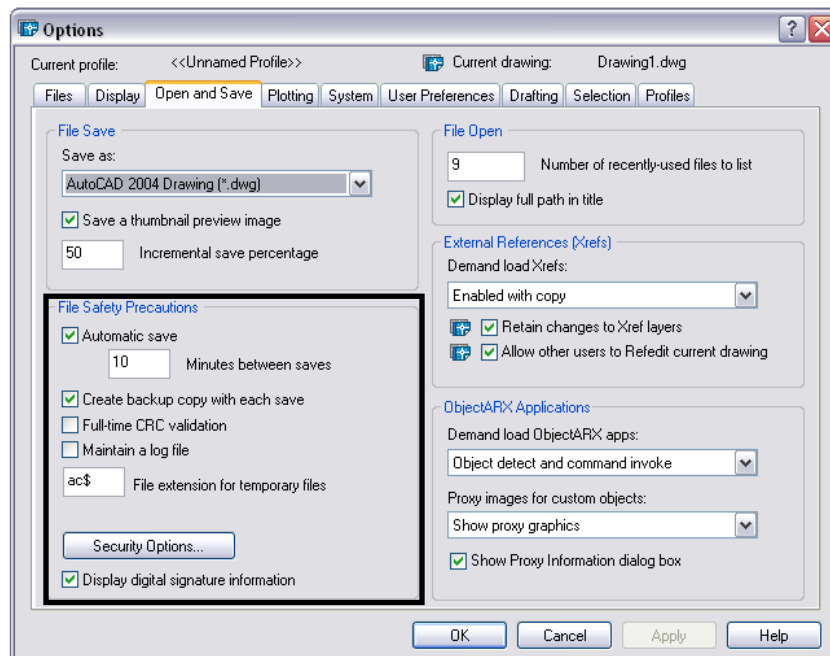 Options
Current profile: <<Unnamed Profile>> Current drawing: Drawing1.dwg
Files Display Open and Save Plotting System User Preferences Drafting Selection Profiles
File Save
Save as:
AutoCAD 2004 Drawing (*.dwg)
Save a thumbnail preview image
50 Incremental save percentage
File Safety Precautions
Automatic save
10 Minutes between saves
Create backup copy with each save
Full-time CRC validation
Maintain a log file
ac$ File extension for temporary files
Security Options...
Display digital signature information
File Open
9 Number of recently-used files to list
Display full path in title
External References (Xrefs)
Demand load Xrefs:
Enabled with copy
Retain changes to Xref layers
Allow other users to Refedit current drawing
ObjectARX Applications
Demand load ObjectARX apps:
Object detect and command invoke
Proxy images for custom objects:
Show proxy graphics
Show Proxy Information dialog box
OK Cancel Apply Help